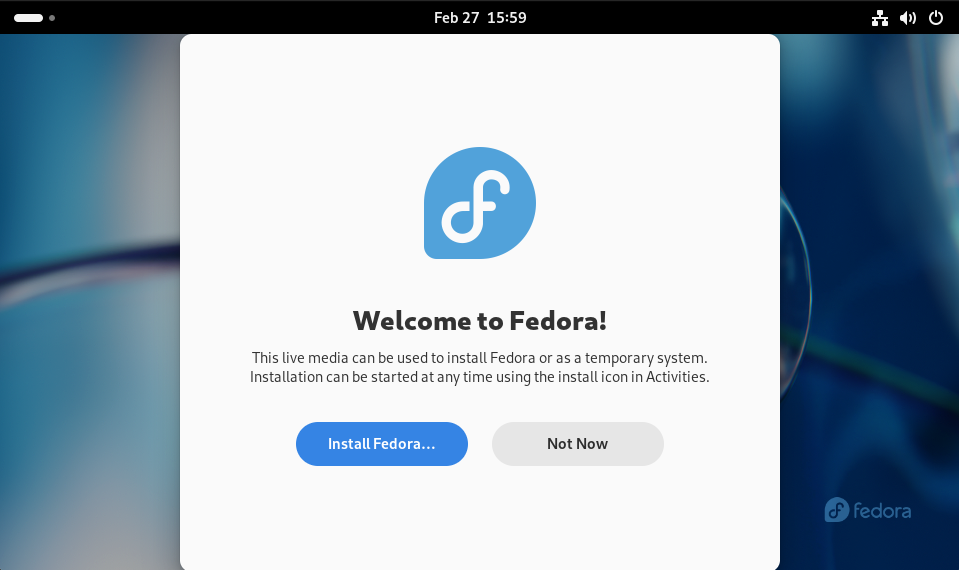 Feb 27 15:59
Welcome to Fedora!
This live media can be used to install Fedora or as a temporary system.
Installation can be started at any time using the install icon in Activities.
Install Fedora…
Not Now
fedora